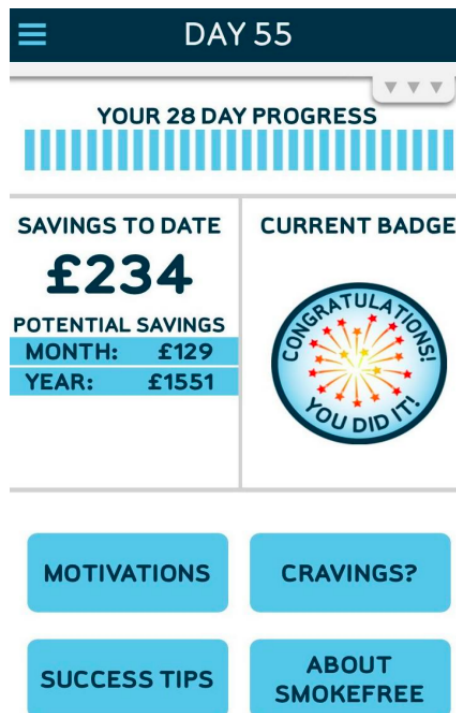 DAY 55
YOUR 28 DAY PROGRESS
SAVINGS TO DATE
£234
POTENTIAL SAVINGS
MONTH: £129
YEAR: £1551
CURRENT BADGE
CONGRATULATIONS!
YOU DID IT!
MOTIVATIONS
CRAVINGS?
SUCCESS TIPS
ABOUT
SMOKEFREE